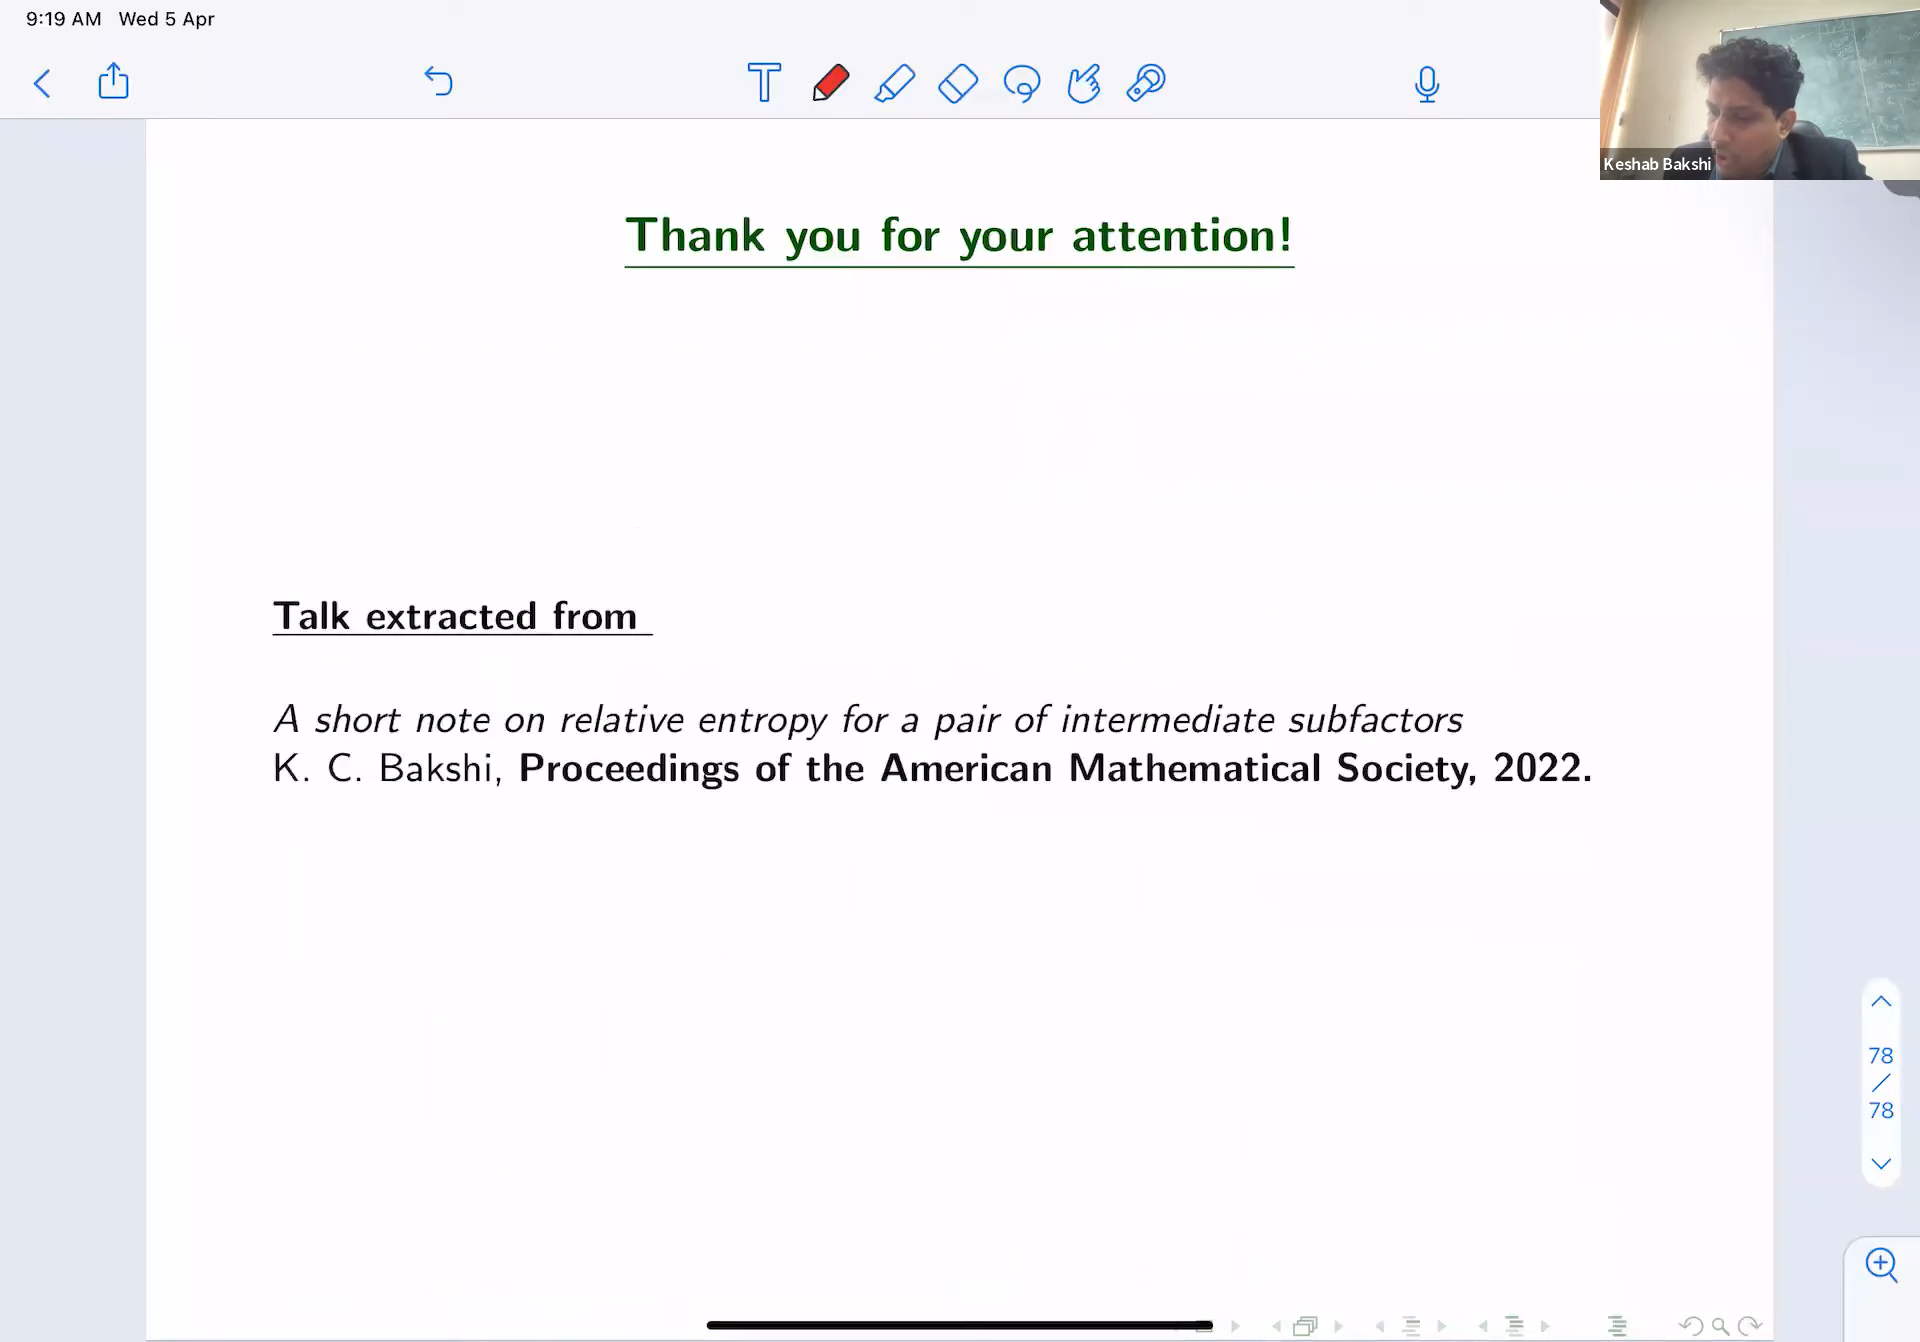 9:19 AM Wed 5 Apr
Keshab Bakshi
Thank you for your attention!
Talk extracted from
A short note on relative entropy for a pair of intermediate subfactors
K. C. Bakshi, Proceedings of the American Mathematical Society, 2022.
78
/
78